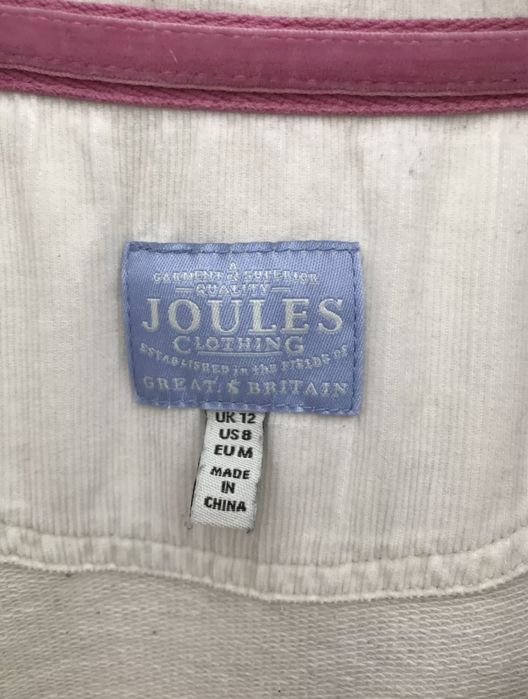 A
GARMENT of SUPERIOR
QUALITY
JOULES
CLOTHING
ESTABLISHED in the FIELDS OF
GREAT BRITAIN
UK 12
US 8
EU M
MADE
IN
CHINA